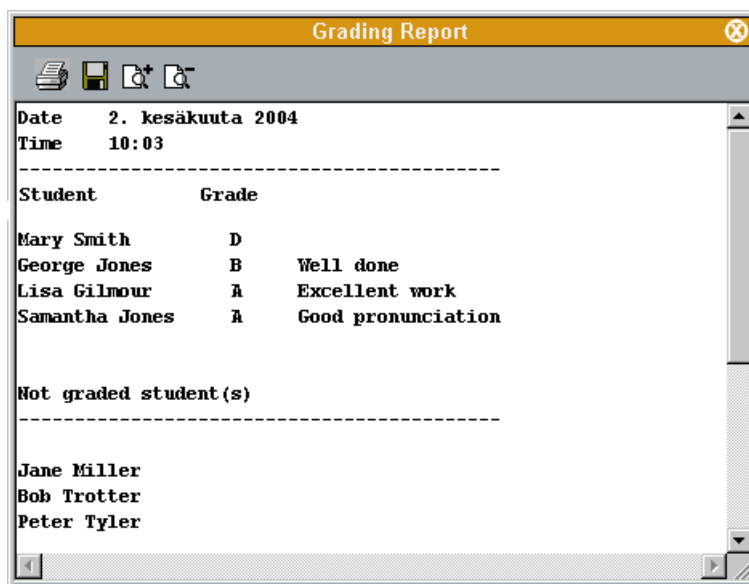 Grading Report
Date 2. kesäkuuta 2004
Time 10:03
-------------------------------------------
Student Grade
Mary Smith D
George Jones B Well done
Lisa Gilmour A Excellent work
Samantha Jones A Good pronunciation
Not graded student(s)
-------------------------------------------
Jane Miller
Bob Trotter
Peter Tyler